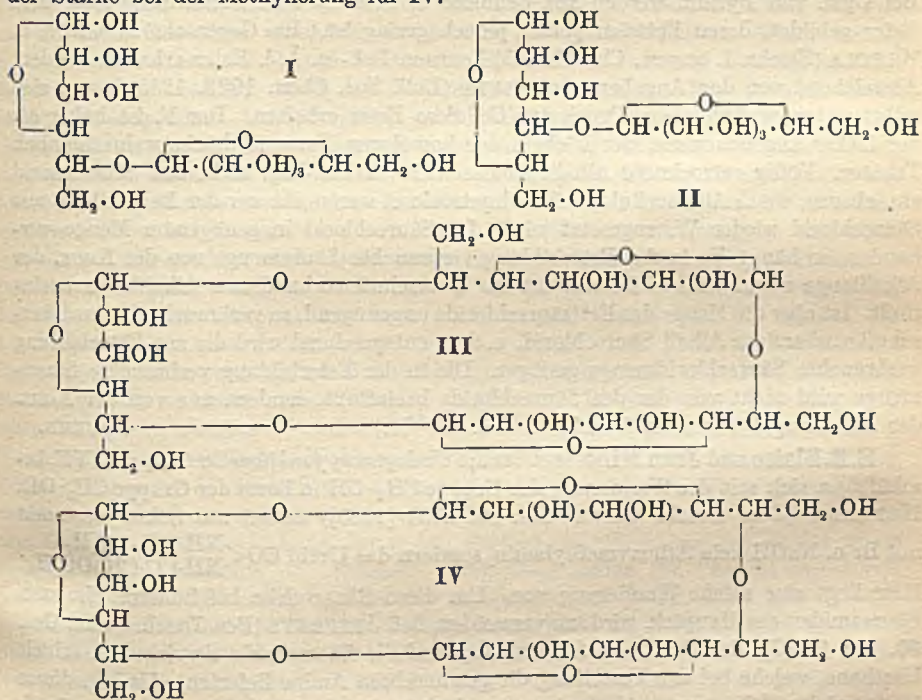 der Stärke bei der Methylierung zu IV.
CH·OH
CH·OH
CH·OH
O
CH
CH—O—CH·(CH·OH)₃·CH·CH₂·OH
O
CH₂·OH
I
CH·OH
CH·OH
CH·OH
O
CH—O—CH·(CH·OH)₃·CH·CH₂·OH
O
CH
CH₂·OH
II
CH₂·OH
CH—O—CH·CH·CH(OH)·CH·(OH)·CH
O
CHOH
CHOH
O
III
O
CH
CH—O—CH·CH·(OH)·CH·(OH)·CH·CH·CH₂OH
O
CH₂·OH
CH—O—CH·CH·(OH)·CH(OH)·CH·CH·CH₂·OH
O
CH·OH
CH·OH
O
IV
O
CH
CH—O—CH·CH·(OH)·CH·(OH)·CH·CH·CH₂·OH
O
CH₂·OH